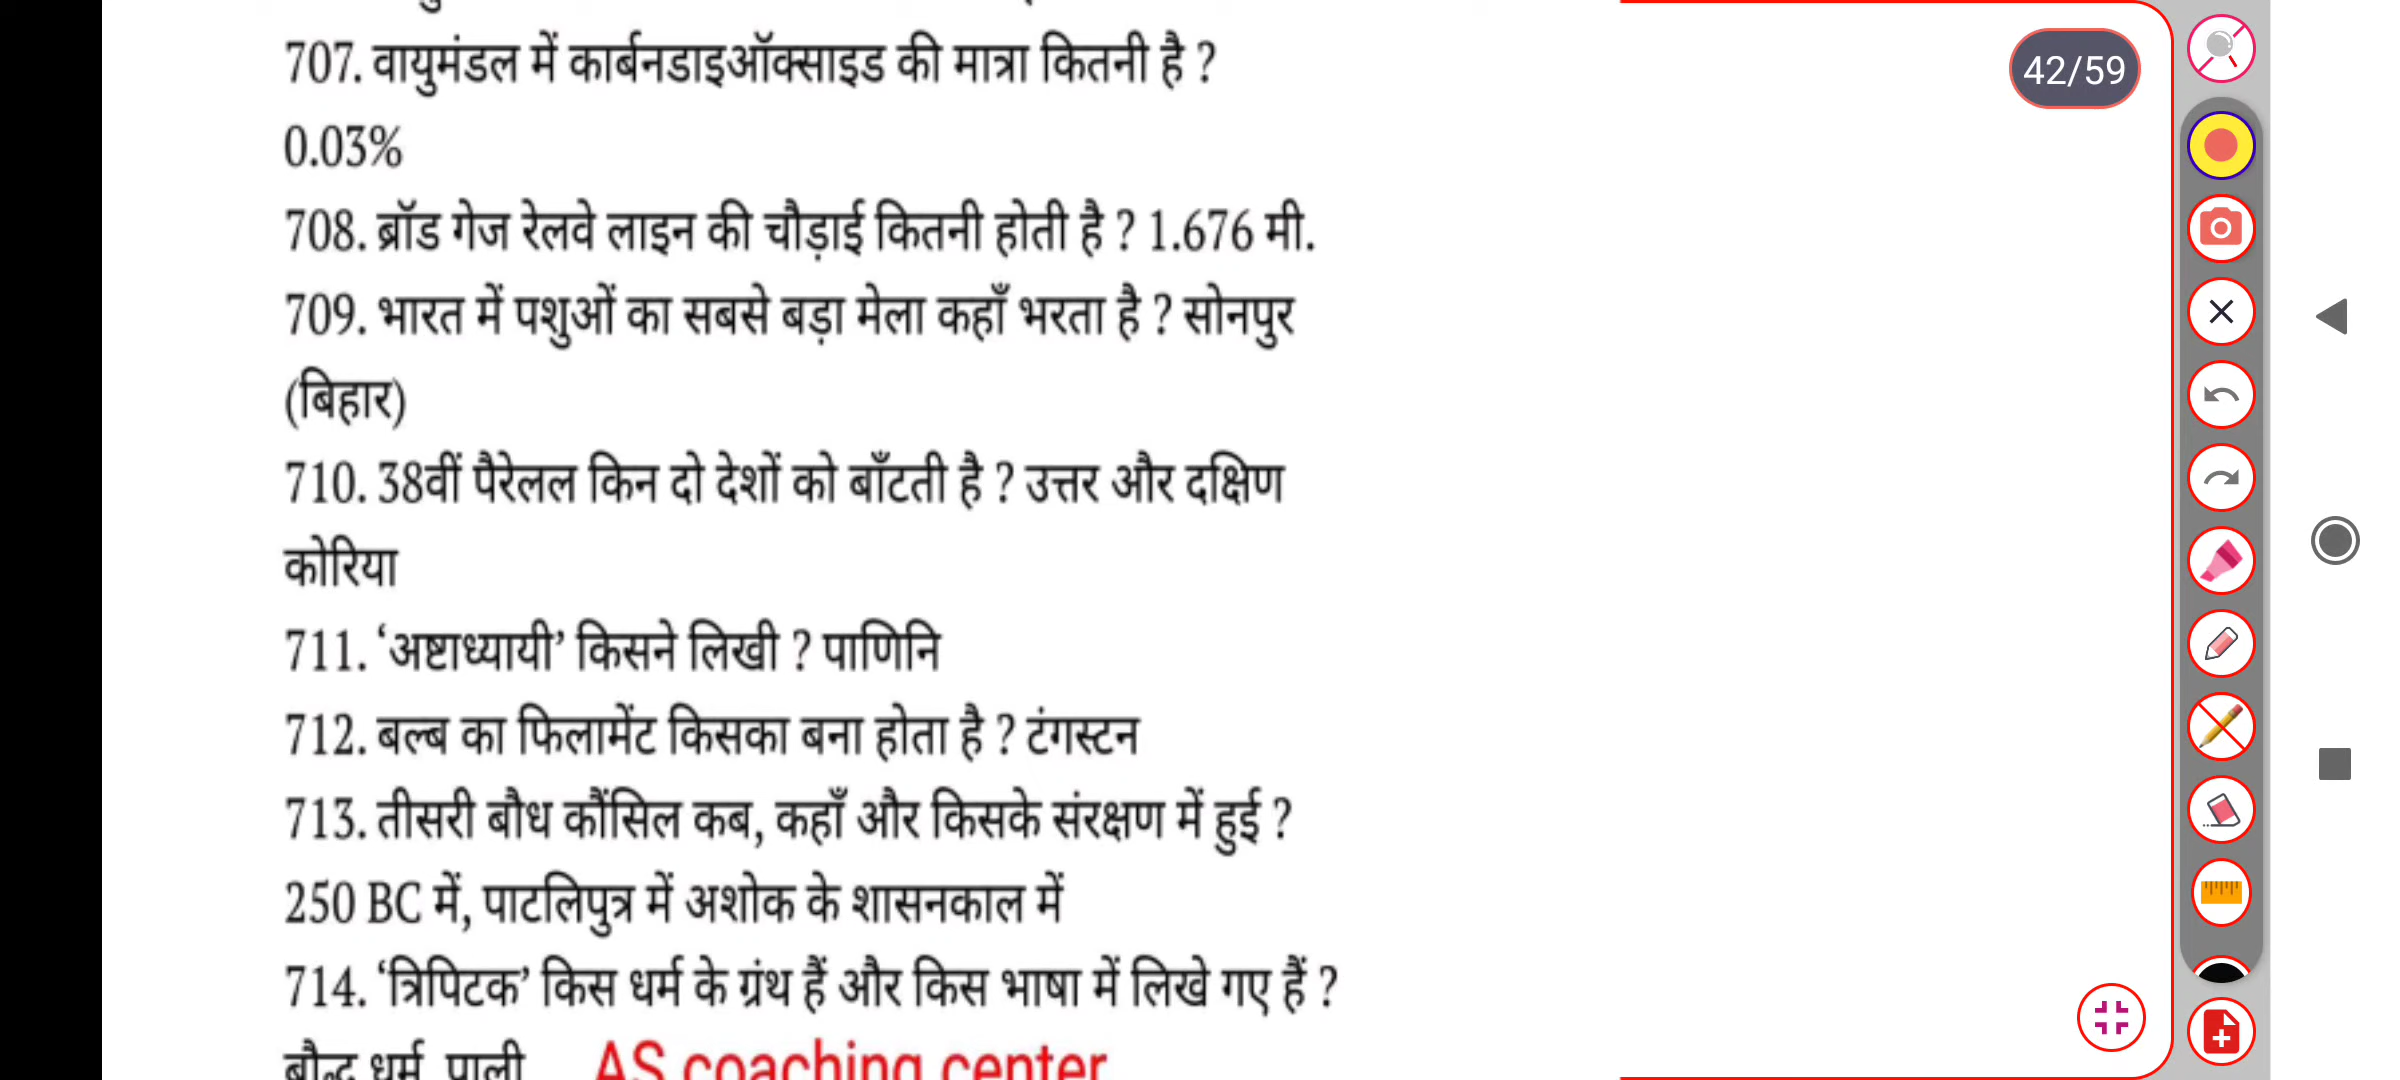 707. वायुमंडल में कार्बनडाइऑक्साइड की मात्रा कितनी है ?
42/59
0.03%
708. ब्रॉड गेज रेलवे लाइन की चौड़ाई कितनी होती है ? 1.676 मी.
709. भारत में पशुओं का सबसे बड़ा मेला कहाँ भरता है ? सोनपुर
(बिहार)
710. 38वीं पैरेलल किन दो देशों को बाँटती है ? उत्तर और दक्षिण
कोरिया
711. ‘अष्टाध्यायी’ किसने लिखी ? पाणिनि
712. बल्ब का फिलामेंट किसका बना होता है ? टंगस्टन
713. तीसरी बौध कौंसिल कब, कहाँ और किसके संरक्षण में हुई ?
250 BC में, पाटलिपुत्र में अशोक के शासनकाल में
714. ‘त्रिपिटक’ किस धर्म के ग्रंथ हैं और किस भाषा में लिखे गए हैं ?
बौद्ध धर्म, पाली AS coaching center